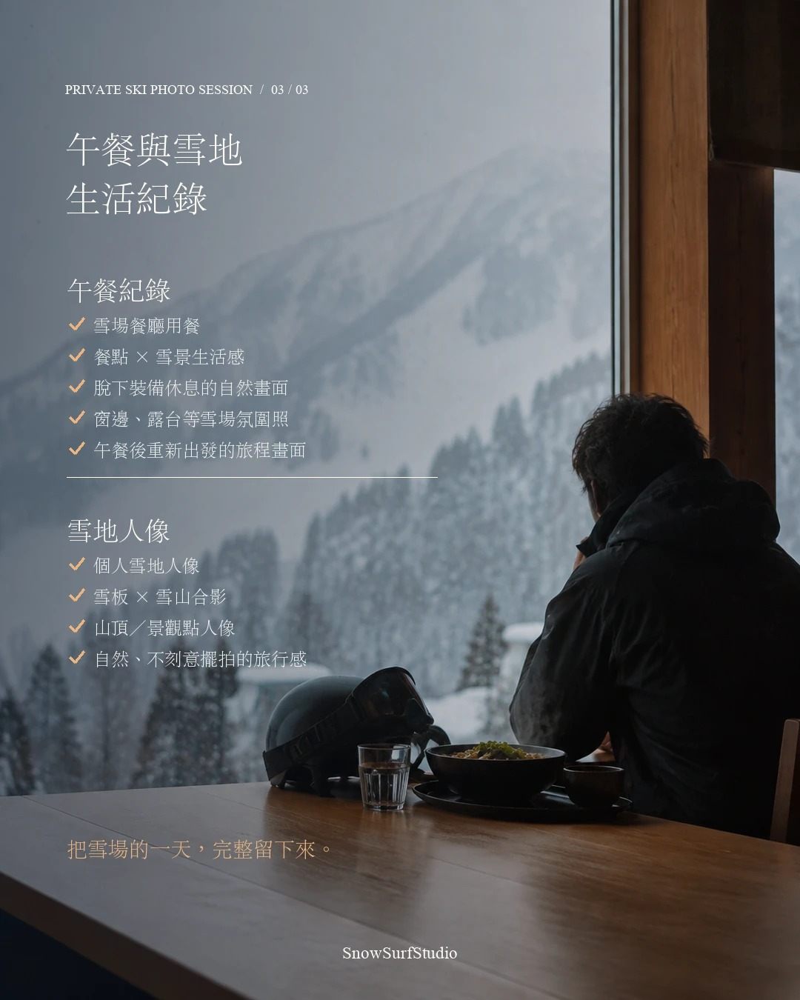 PRIVATE SKI PHOTO SESSION / 03 / 03
午餐與雪地
生活紀錄
午餐紀錄
雪場餐廳用餐
餐點 × 雪景生活感
脫下裝備休息的自然畫面
窗邊、露台等雪場氛圍照
午餐後重新出發的旅程畫面
雪地人像
個人雪地人像
雪板 × 雪山合影
山頂／景觀點人像
自然、不刻意擺拍的旅行感
把雪場的一天，完整留下來。
SnowSurfStudio